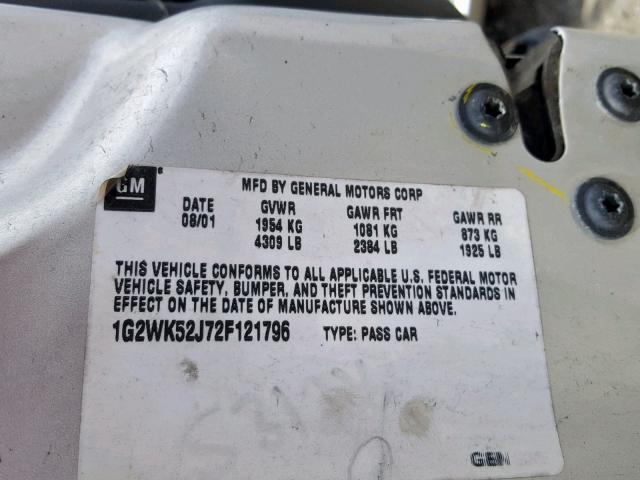 GM
MFD BY GENERAL MOTORS CORP
DATE GVWR GAWR FRT GAWR RR
08/01 1954 KG 1081 KG 873 KG
4309 LB 2384 LB 1925 LB
THIS VEHICLE CONFORMS TO ALL APPLICABLE U.S. FEDERAL MOTOR
VEHICLE SAFETY, BUMPER, AND THEFT PREVENTION STANDARDS IN
EFFECT ON THE DATE OF MANUFACTURE SHOWN ABOVE.
1G2WK52J72F121796 TYPE: PASS CAR